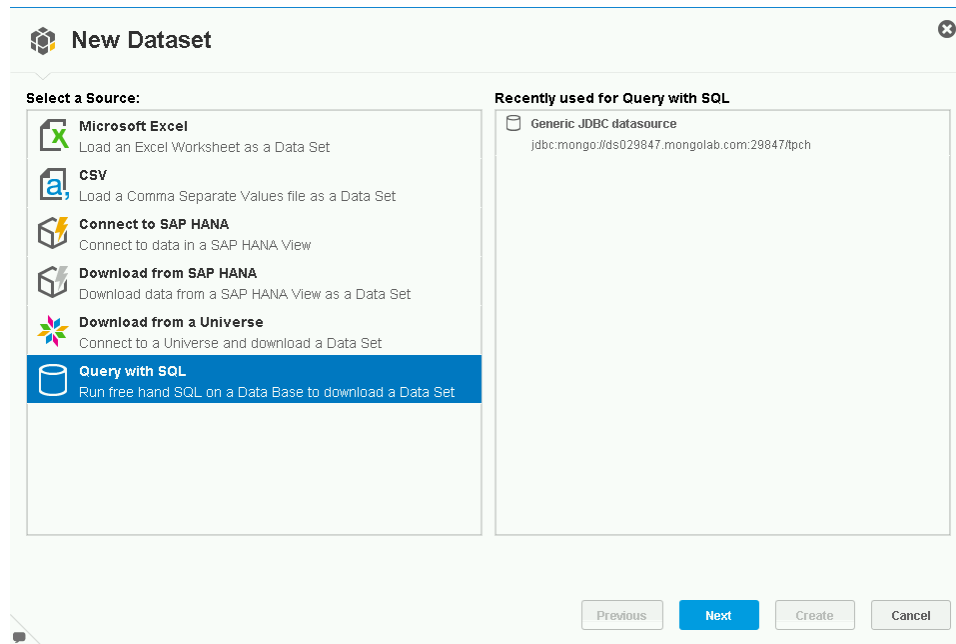 New Dataset
Select a Source:
Microsoft Excel
Load an Excel Worksheet as a Data Set
CSV
Load a Comma Separate Values file as a Data Set
Connect to SAP HANA
Connect to data in a SAP HANA View
Download from SAP HANA
Download data from a SAP HANA View as a Data Set
Download from a Universe
Connect to a Universe and download a Data Set
Query with SQL
Run free hand SQL on a Data Base to download a Data Set
Recently used for Query with SQL
Generic JDBC datasource
jdbc:mongo://ds029847.mongolab.com:29847/tpch
Previous
Next
Create
Cancel